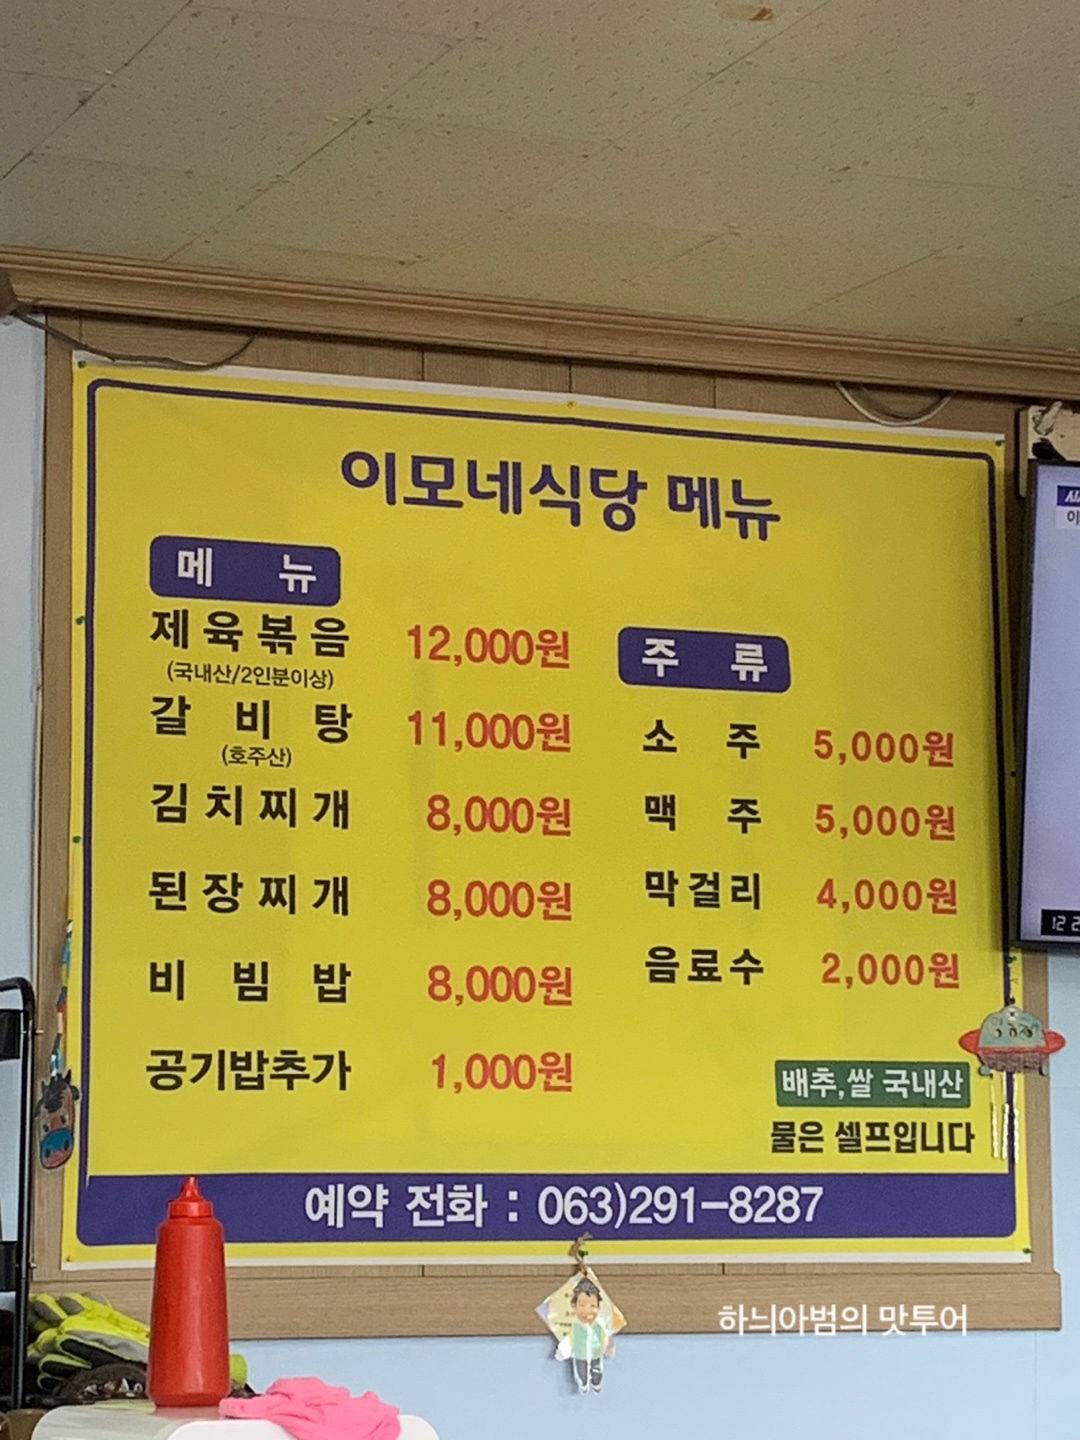 이모네식당 메뉴
메 뉴
제육볶음 12,000원
(국내산/2인분이상)
갈비탕 11,000원
(호주산)
김치찌개 8,000원
된장찌개 8,000원
비빔밥 8,000원
공기밥추가 1,000원
주 류
소주 5,000원
맥주 5,000원
막걸리 4,000원
음료수 2,000원
배추,쌀 국내산
물은 셀프입니다
예약 전화 : 063)291-8287
하늬아범의 맛투어